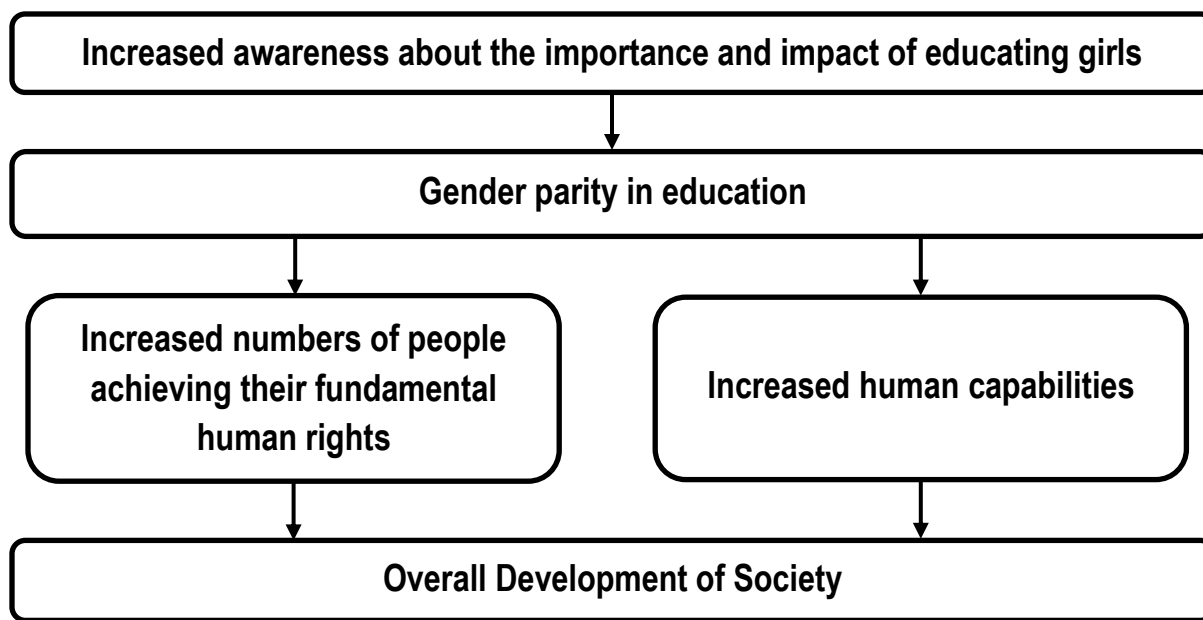 Increased awareness about the importance and impact of educating girls
Gender parity in education
Increased numbers of people
achieving their fundamental
human rights
Increased human capabilities
Overall Development of Society